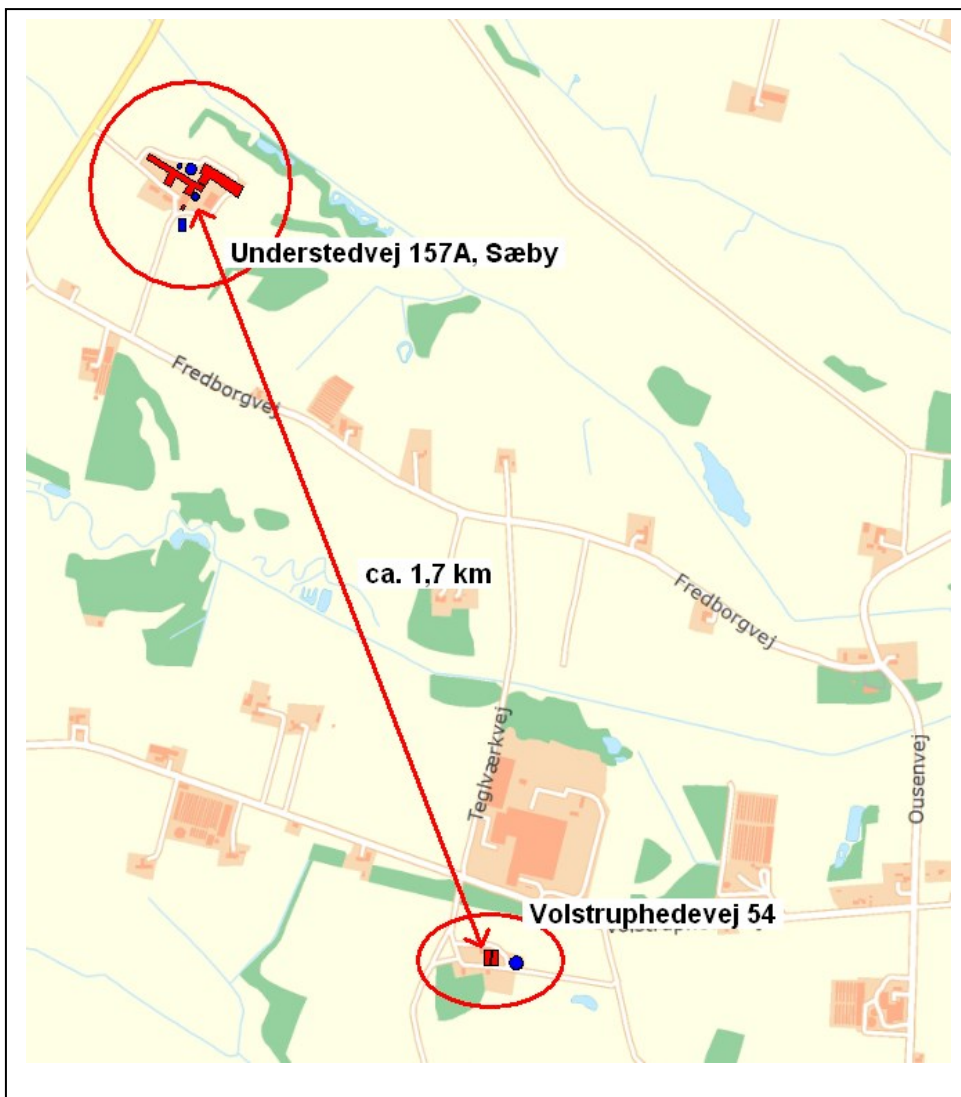 Understedvej 157A, Sæby
Fredborgvej
ca. 1,7 km
Fredborgvej
Teglværkvej
Ousenvej
Volstruphedevej 54